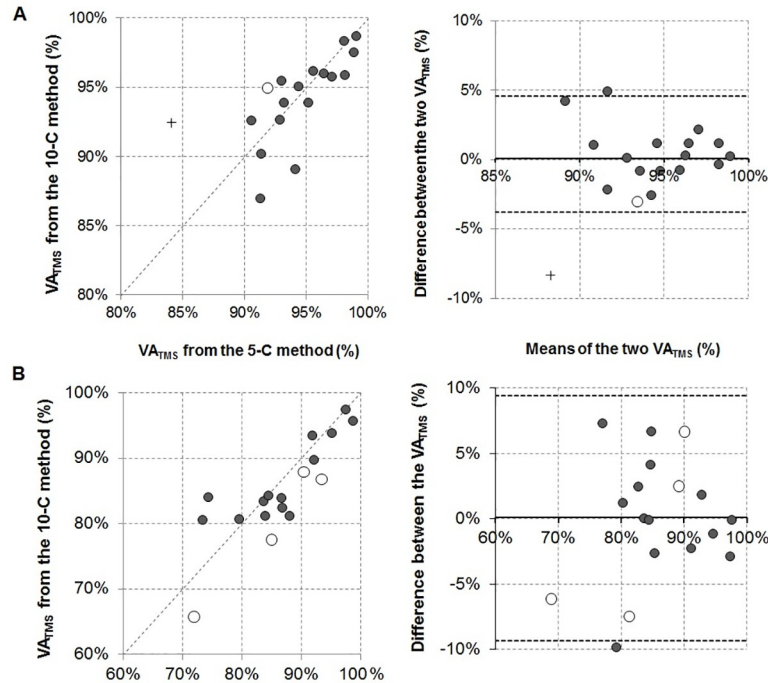 A
VATMS from the 10-C method (%)
100%
95%
90%
85%
80%
80% 85% 90% 95% 100%
VATMS from the 5-C method (%)
Difference between the two VATMS (%)
10%
5%
0%
-5%
-10%
85% 90% 95% 100%
Means of the two VATMS (%)
B
VATMS from the 10-C method (%)
100%
90%
80%
70%
60%
60% 70% 80% 90% 100%
Difference between the VATMS (%)
10%
5%
0%
-5%
-10%
60% 70% 80% 90% 100%